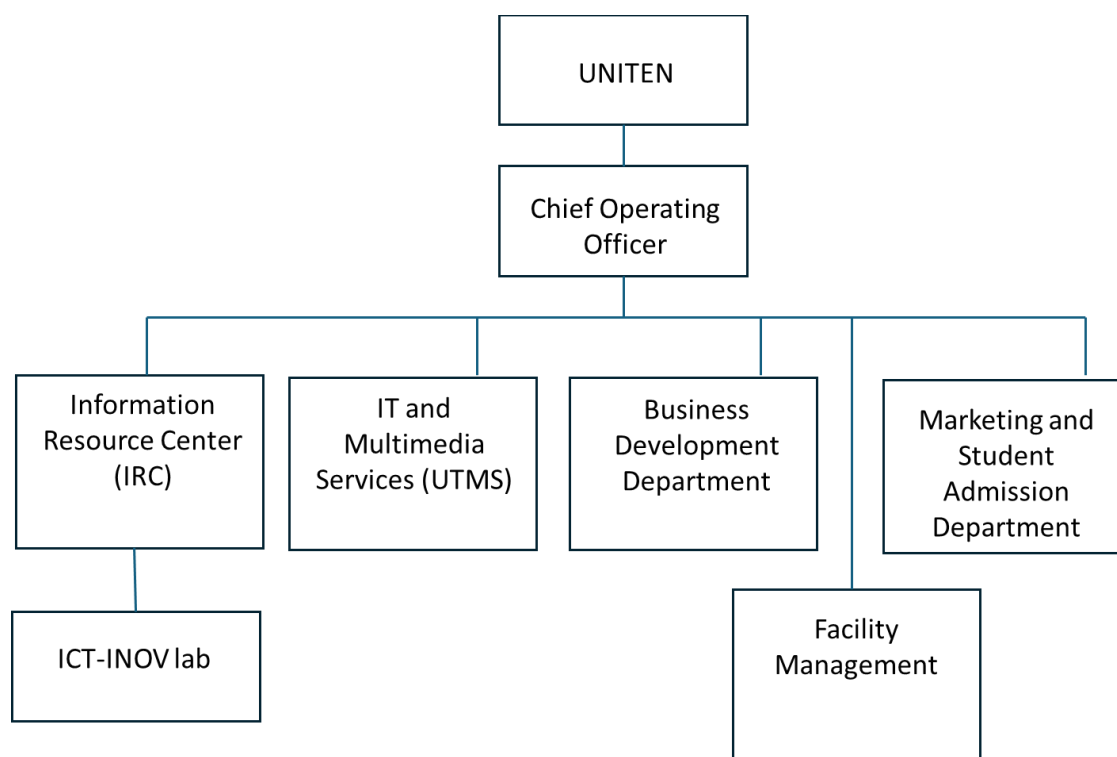 UNITEN
Chief Operating
Officer
Information
Resource Center
(IRC)
IT and
Multimedia
Services (UTMS)
Business
Development
Department
Marketing and
Student
Admission
Department
ICT-INOV lab
Facility
Management